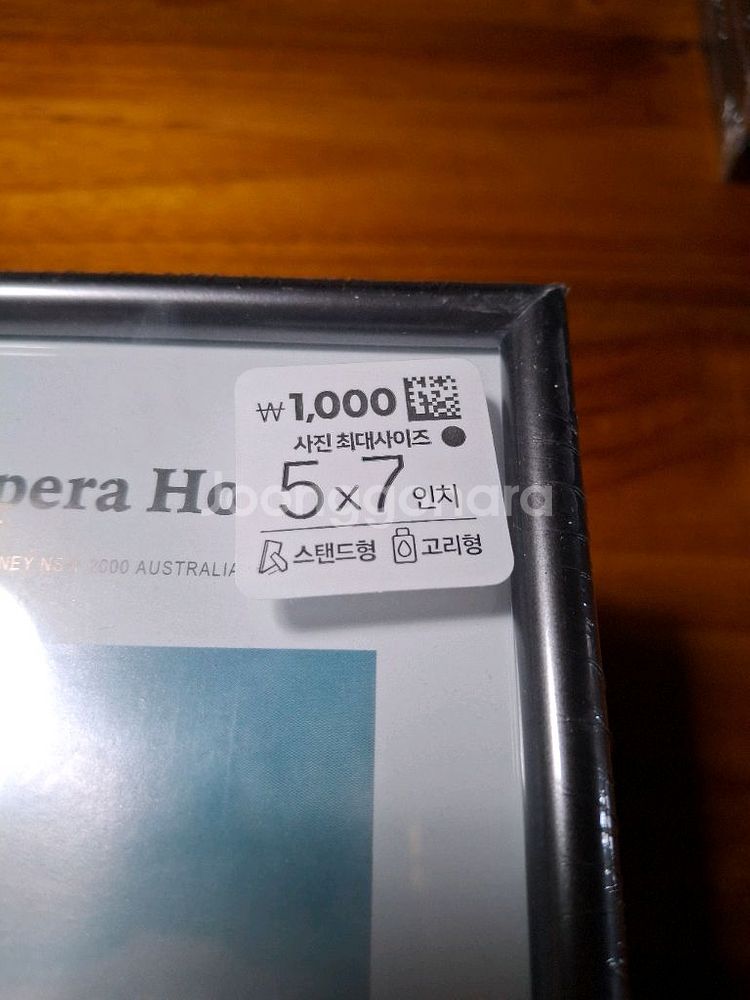 ₩1,000
사진 최대사이즈
5 x 7 인치
스탠드형 고리형
pera Ho
NEY NSW 2000 AUSTRALIA
joonggonara